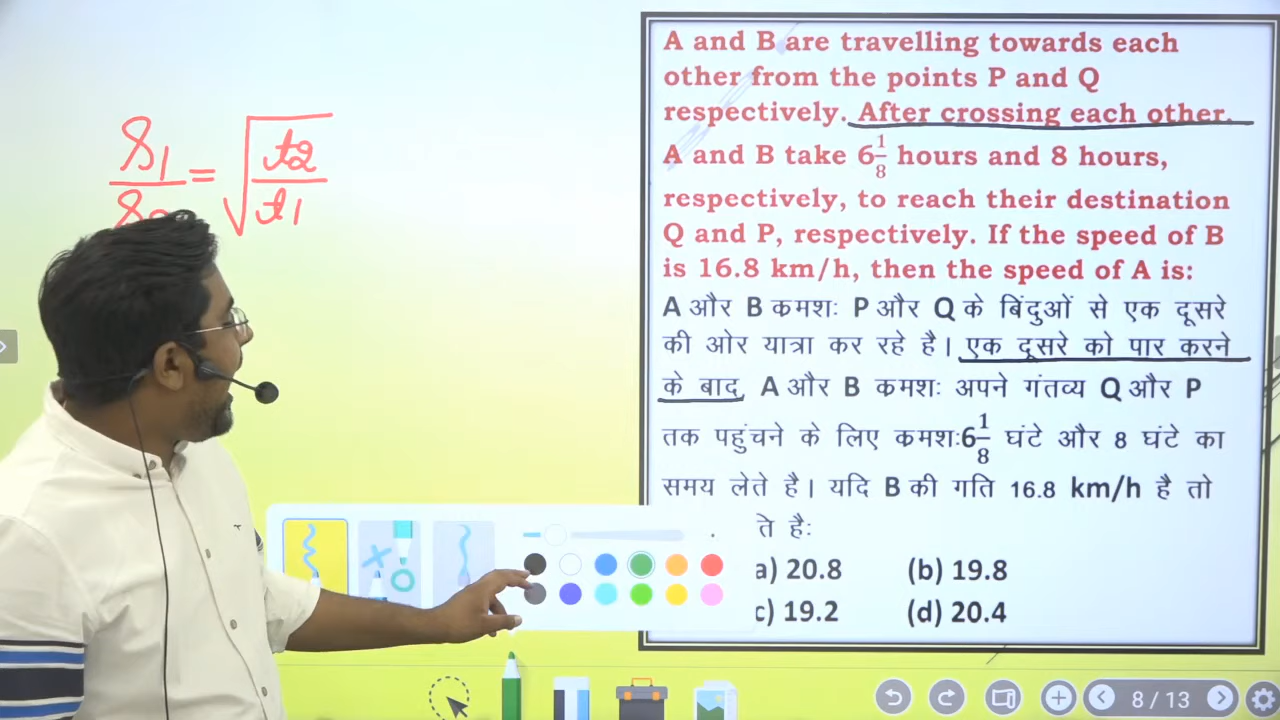 S1 = √ t2
S2 t1
A and B are travelling towards each
other from the points P and Q
respectively. After crossing each other.
A and B take 6 1/8 hours and 8 hours,
respectively, to reach their destination
Q and P, respectively. If the speed of B
is 16.8 km/h, then the speed of A is:
A और B कमशः P और Q के बिंदुओं से एक दूसरे
की ओर यात्रा कर रहे है। एक दूसरे को पार करने
के बाद A और B कमशः अपने गंतव्य Q और P
तक पहुंचने के लिए कमशः6 1/8 घंटे और 8 घंटे का
समय लेते है। यदि B की गति 16.8 km/h है तो
ते हैः
a) 20.8 (b) 19.8
c) 19.2 (d) 20.4
8 / 13